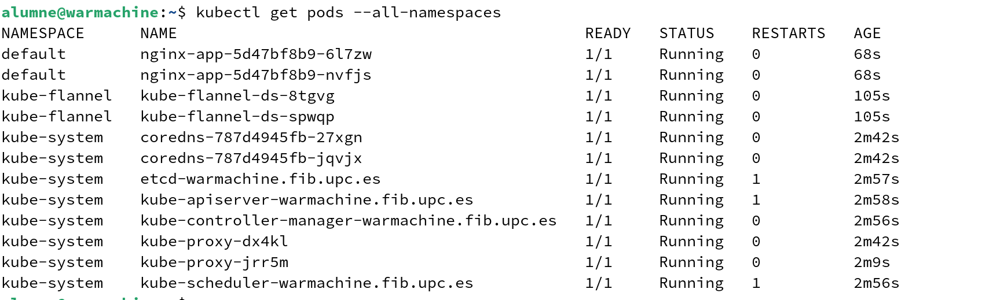 alumne@warmachine:~$ kubectl get pods --all-namespaces
NAMESPACE      NAME                                            READY   STATUS    RESTARTS   AGE
default        nginx-app-5d47bf8b9-6l7zw                       1/1     Running   0          68s
default        nginx-app-5d47bf8b9-nvfjs                       1/1     Running   0          68s
kube-flannel   kube-flannel-ds-8tgvg                           1/1     Running   0          105s
kube-flannel   kube-flannel-ds-spwqp                           1/1     Running   0          105s
kube-system    coredns-787d4945fb-27xgn                        1/1     Running   0          2m42s
kube-system    coredns-787d4945fb-jqvjx                        1/1     Running   0          2m42s
kube-system    etcd-warmachine.fib.upc.es                      1/1     Running   1          2m57s
kube-system    kube-apiserver-warmachine.fib.upc.es            1/1     Running   1          2m58s
kube-system    kube-controller-manager-warmachine.fib.upc.es   1/1     Running   0          2m56s
kube-system    kube-proxy-dx4kl                                1/1     Running   0          2m42s
kube-system    kube-proxy-jrr5m                                1/1     Running   0          2m9s
kube-system    kube-scheduler-warmachine.fib.upc.es            1/1     Running   1          2m56s